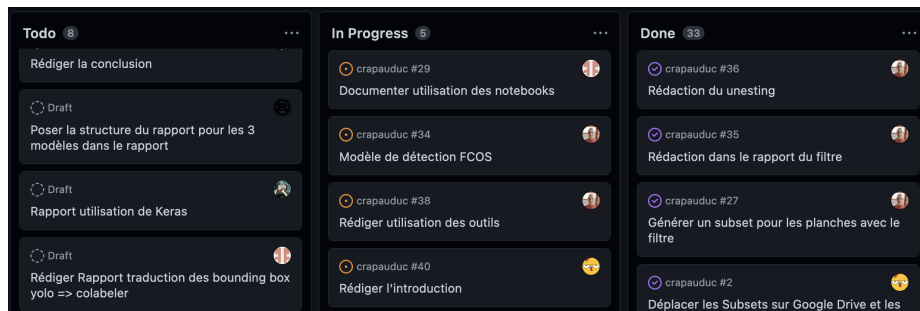 Todo 8
Rédiger la conclusion
Draft
Poser la structure du rapport pour les 3
modèles dans le rapport
Draft
Rapport utilisation de Keras
Draft
Rédiger Rapport traduction des bounding box
yolo => colabeler
In Progress 5
crapauduc #29
Documenter utilisation des notebooks
crapauduc #34
Modèle de détection FCOS
crapauduc #38
Rédiger utilisation des outils
crapauduc #40
Rédiger l'introduction
Done 33
crapauduc #36
Rédaction du unesting
crapauduc #35
Rédaction dans le rapport du filtre
crapauduc #27
Générer un subset pour les planches avec le
filtre
crapauduc #2
Déplacer les Subsets sur Google Drive et les